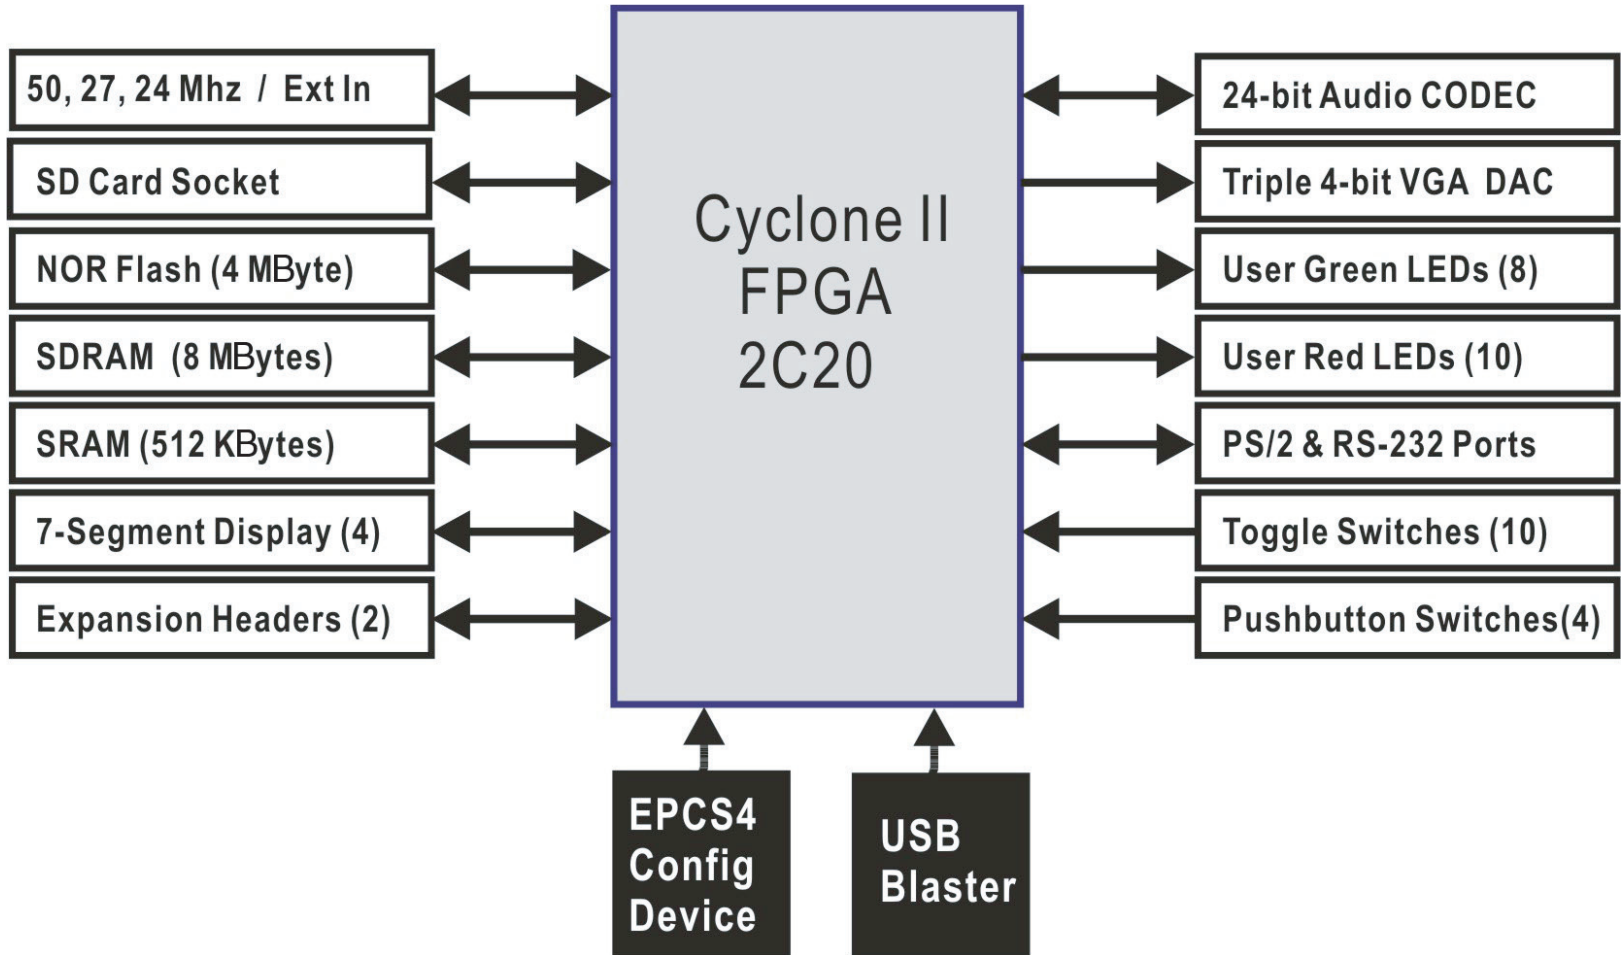 50, 27, 24 Mhz / Ext In
SD Card Socket
NOR Flash (4 MByte)
SDRAM (8 MBytes)
SRAM (512 KBytes)
7-Segment Display (4)
Expansion Headers (2)
Cyclone II
FPGA
2C20
24-bit Audio CODEC
Triple 4-bit VGA DAC
User Green LEDs (8)
User Red LEDs (10)
PS/2 & RS-232 Ports
Toggle Switches (10)
Pushbutton Switches(4)
EPCS4
Config
Device
USB
Blaster